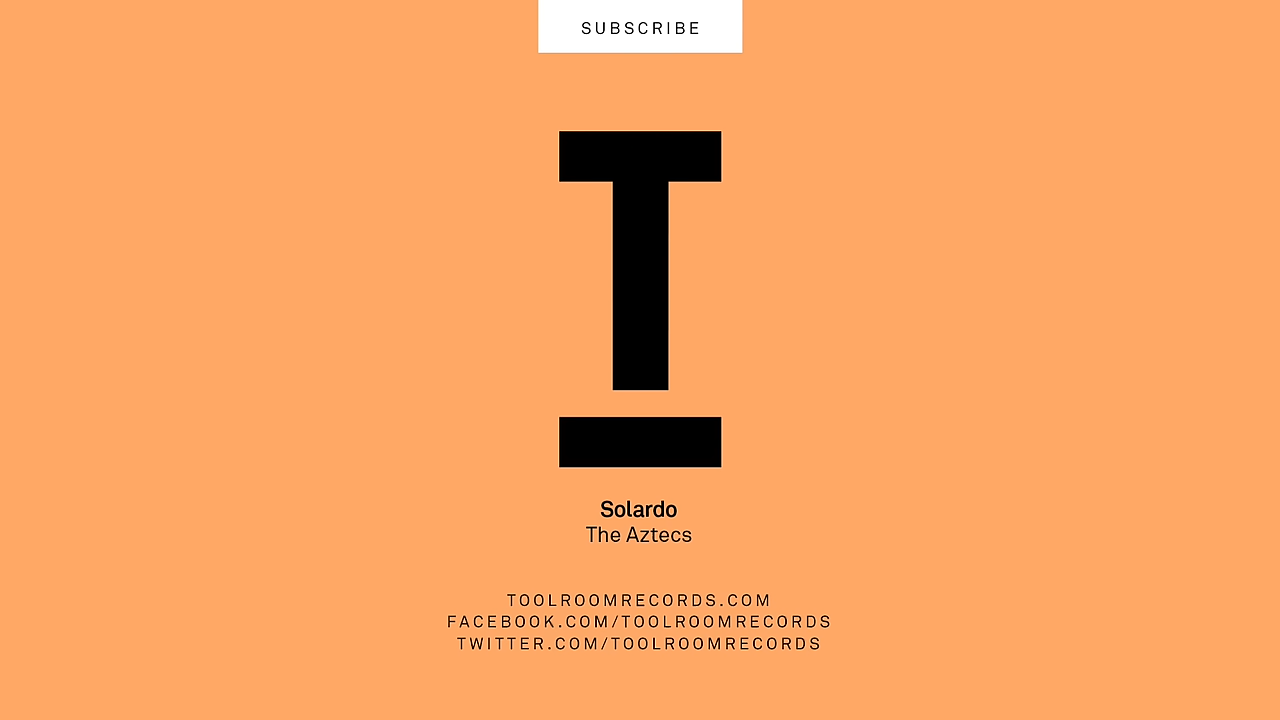 SUBSCRIBE
Solardo
The Aztecs
TOOLROOMRECORDS.COM
FACEBOOK.COM/TOOLROOMRECORDS
TWITTER.COM/TOOLROOMRECORDS